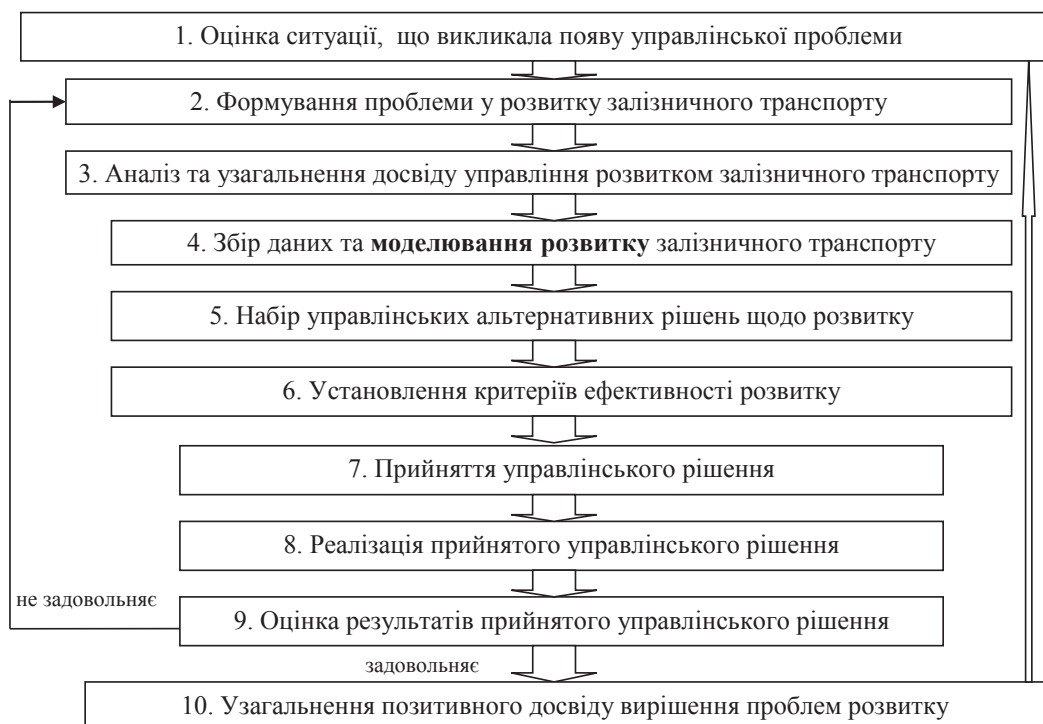 1. Оцінка ситуації, що викликала появу управлінської проблеми
2. Формування проблеми у розвитку залізничного транспорту
3. Аналіз та узагальнення досвіду управління розвитком залізничного транспорту
4. Збір даних та моделювання розвитку залізничного транспорту
5. Набір управлінських альтернативних рішень щодо розвитку
6. Установлення критеріїв ефективності розвитку
7. Прийняття управлінського рішення
8. Реалізація прийнятого управлінського рішення
не задовольняє
9. Оцінка результатів прийнятого управлінського рішення
задовольняє
10. Узагальнення позитивного досвіду вирішення проблем розвитку